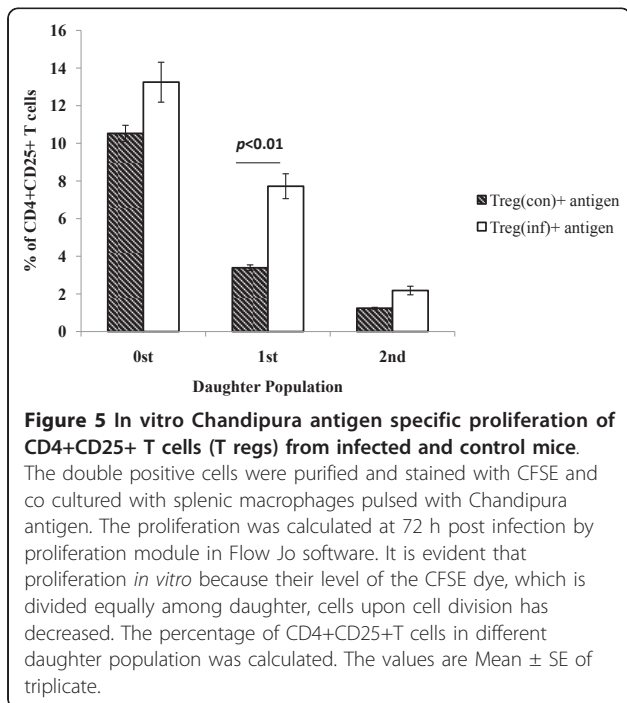 16
14
12
10
8
6
4
2
0
% of CD4+CD25+ T cells
p<0.01
Treg(con)+ antigen
Treg(inf)+ antigen
0st 1st 2nd
Daughter Population
Figure 5 In vitro Chandipura antigen specific proliferation of
CD4+CD25+ T cells (T regs) from infected and control mice.
The double positive cells were purified and stained with CFSE and
co cultured with splenic macrophages pulsed with Chandipura
antigen. The proliferation was calculated at 72 h post infection by
proliferation module in Flow Jo software. It is evident that
proliferation in vitro because their level of the CFSE dye, which is
divided equally among daughter, cells upon cell division has
decreased. The percentage of CD4+CD25+T cells in different
daughter population was calculated. The values are Mean ± SE of
triplicate.